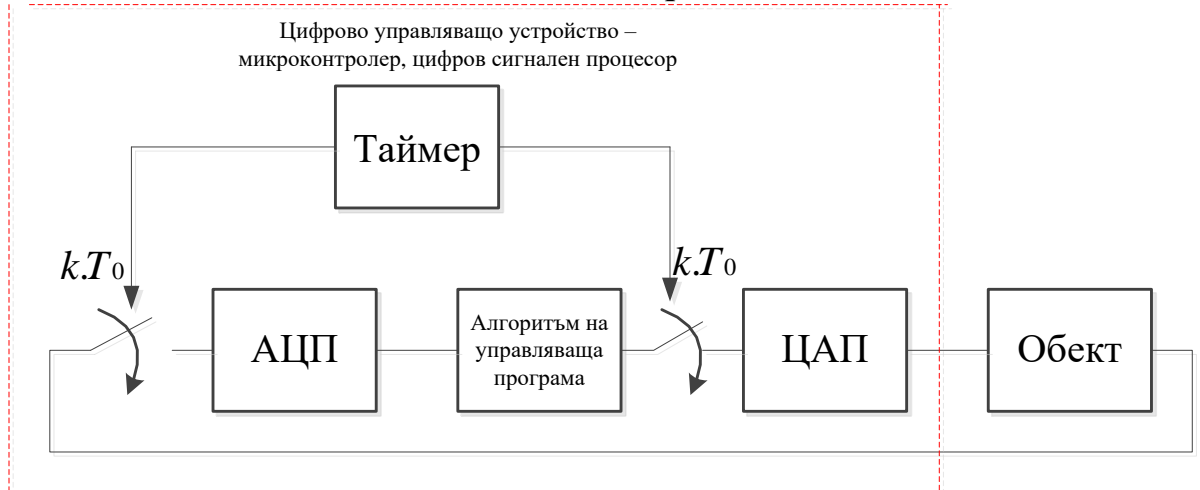 Цифрово управляващо устройство –
микроконтролер, цифров сигнален процесор
Таймер
k.T0
k.T0
АЦП
Алгоритъм на
управляваща
програма
ЦАП
Обект